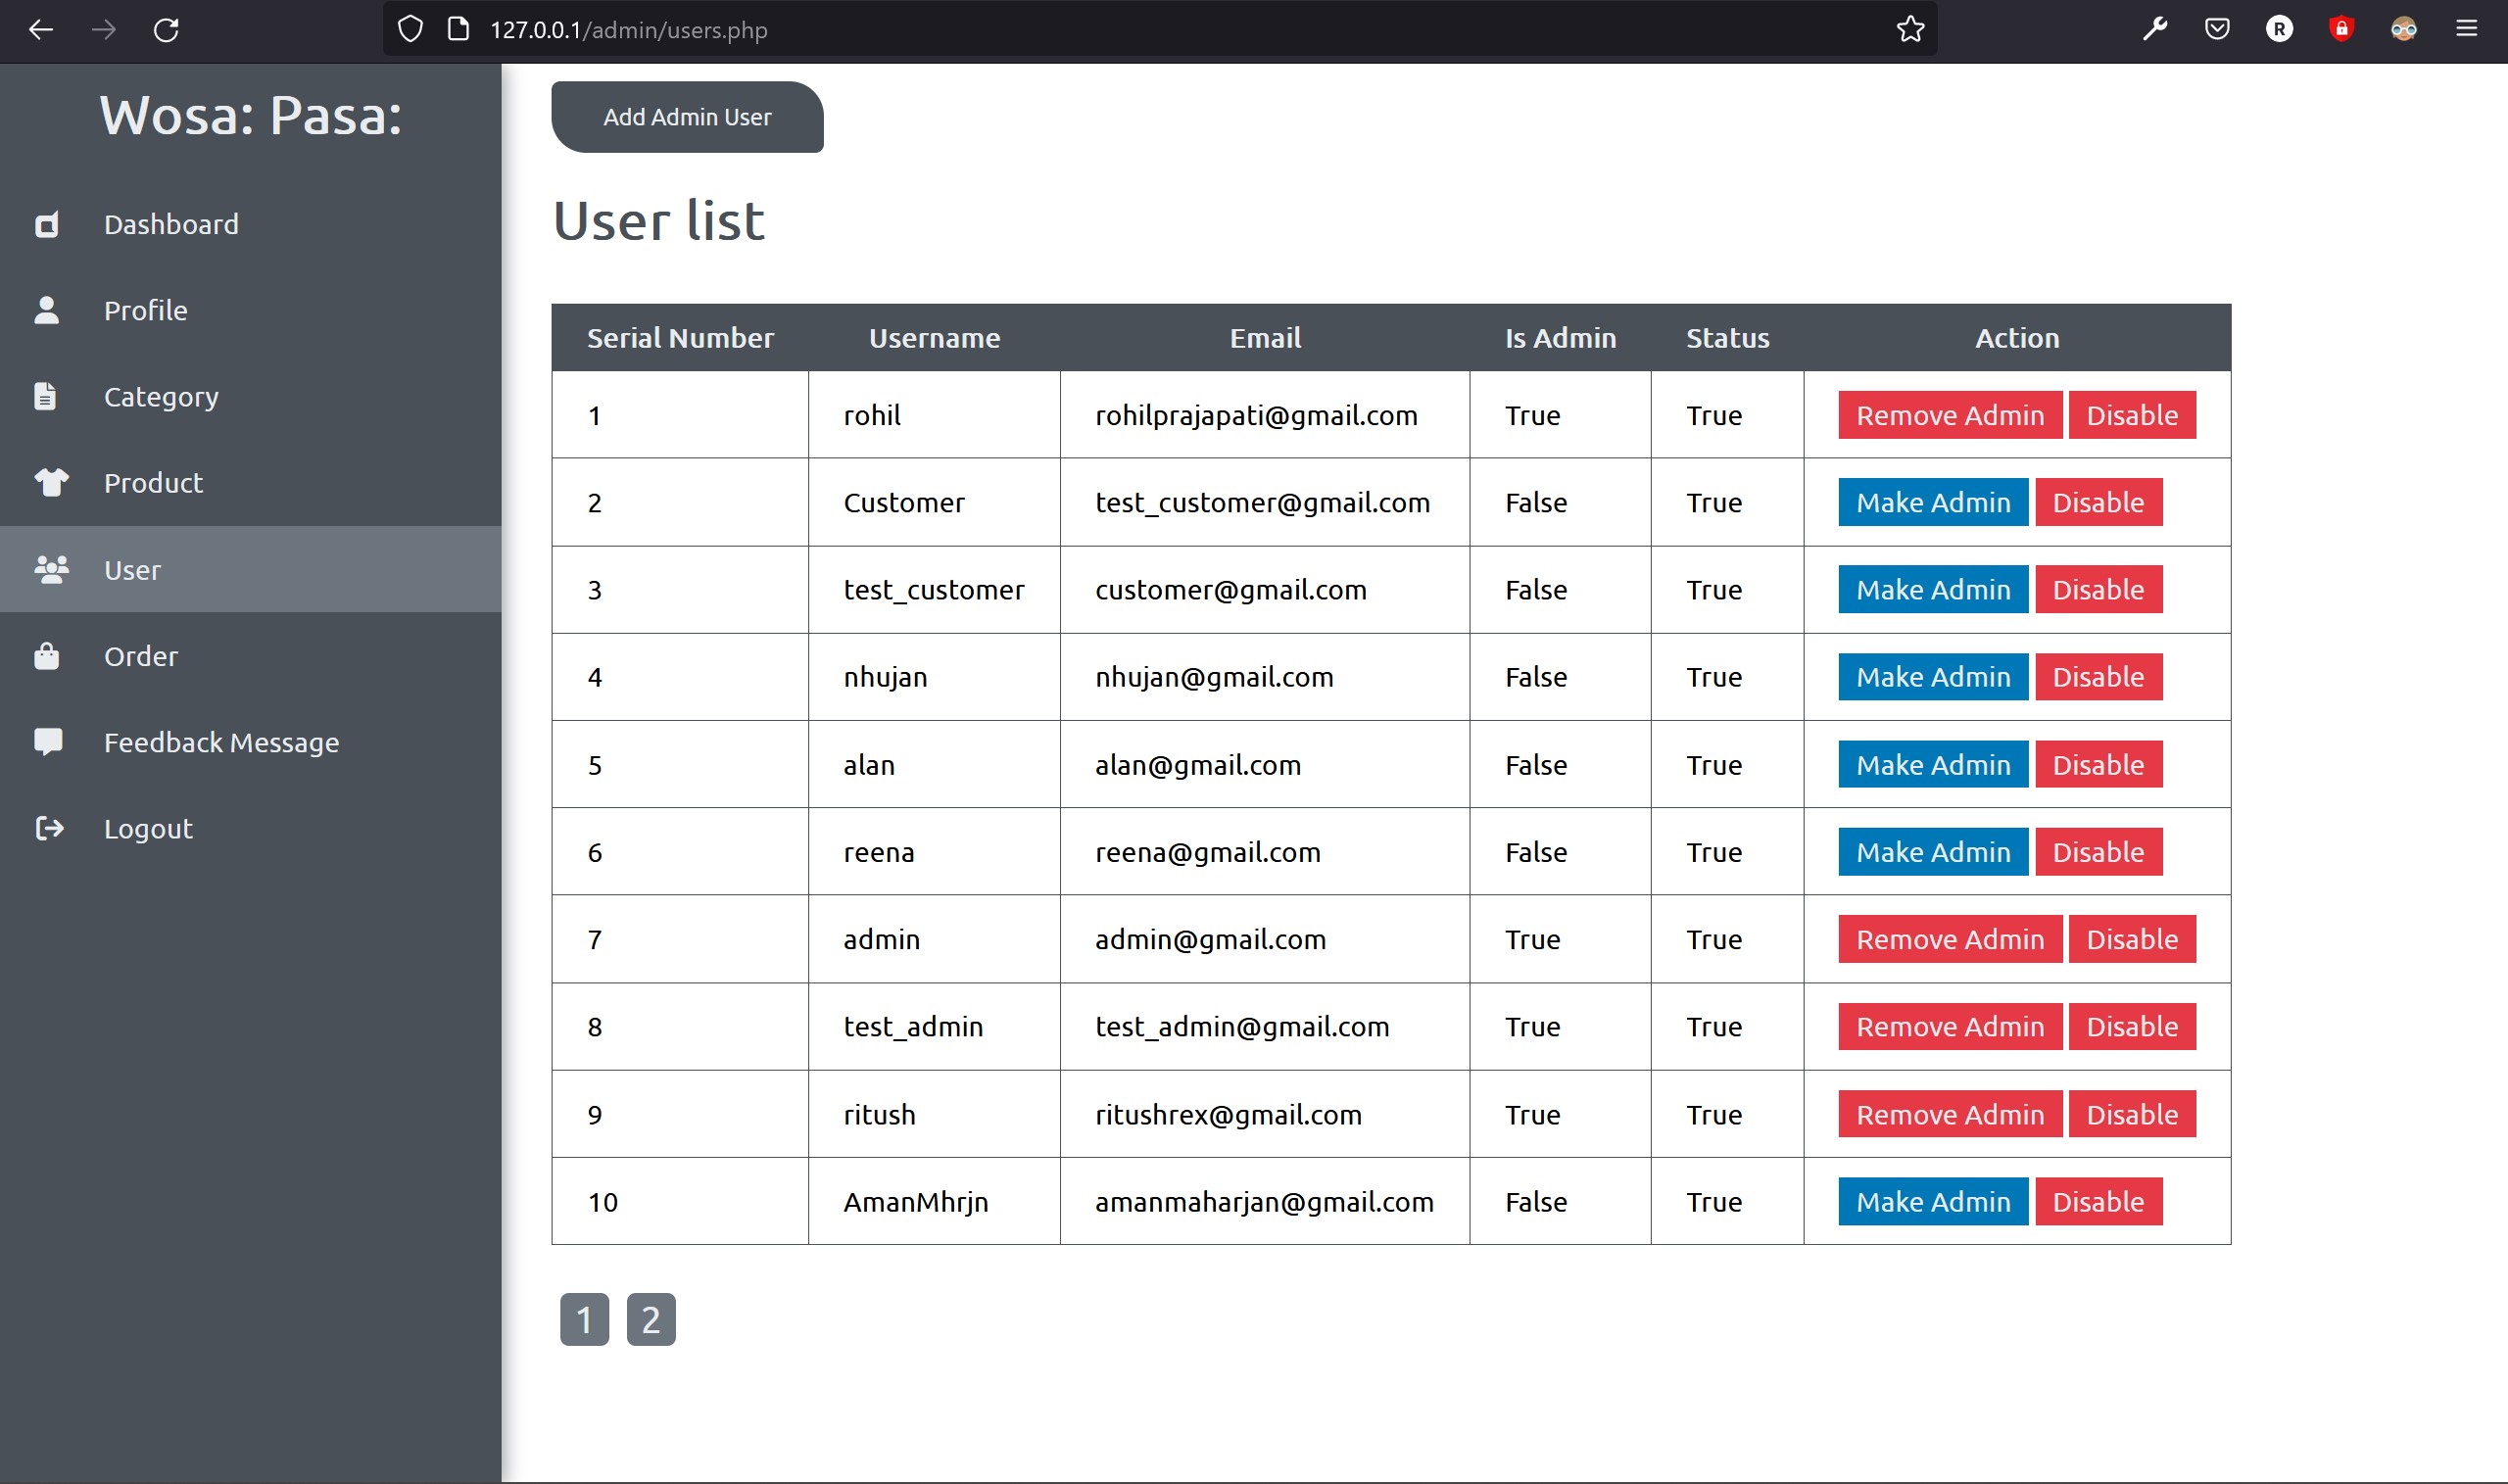 127.0.0.1/admin/users.php
R
Wosa: Pasa:
Dashboard
Profile
Category
Product
User
Order
Feedback Message
Logout
Add Admin User
User list
Serial Number Username Email Is Admin Status Action
1 rohil rohilprajapati@gmail.com True True Remove Admin Disable
2 Customer test_customer@gmail.com False True Make Admin Disable
3 test_customer customer@gmail.com False True Make Admin Disable
4 nhujan nhujan@gmail.com False True Make Admin Disable
5 alan alan@gmail.com False True Make Admin Disable
6 reena reena@gmail.com False True Make Admin Disable
7 admin admin@gmail.com True True Remove Admin Disable
8 test_admin test_admin@gmail.com True True Remove Admin Disable
9 ritush ritushrex@gmail.com True True Remove Admin Disable
10 AmanMhrjn amanmaharjan@gmail.com False True Make Admin Disable
1 2